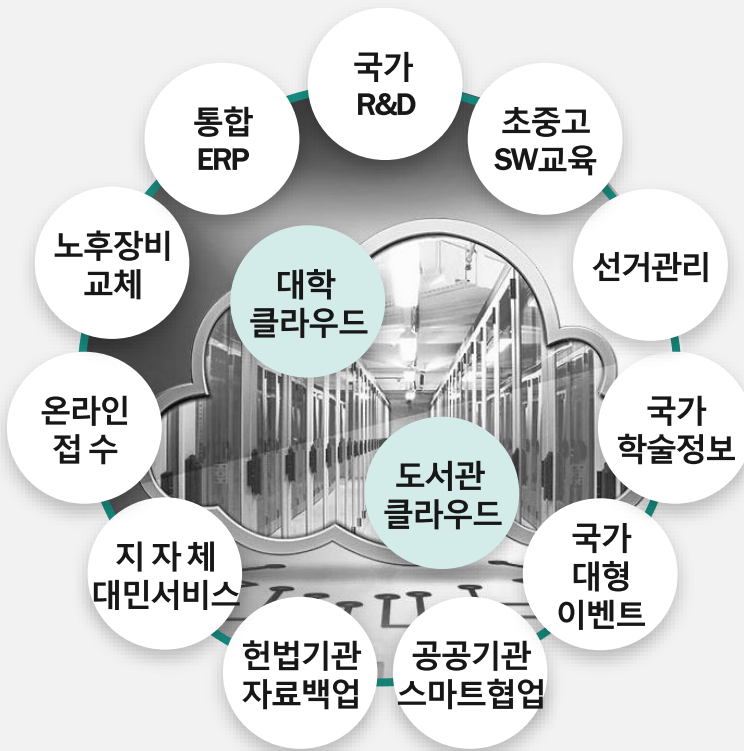 국가
R&D
초중고
SW교육
선거관리
국가
학술정보
국가
대형
이벤트
공공기관
스마트협업
헌법기관
자료백업
지 자 체
대민서비스
온라인
접 수
노후장비
교체
통합
ERP
대학
클라우드
도서관
클라우드